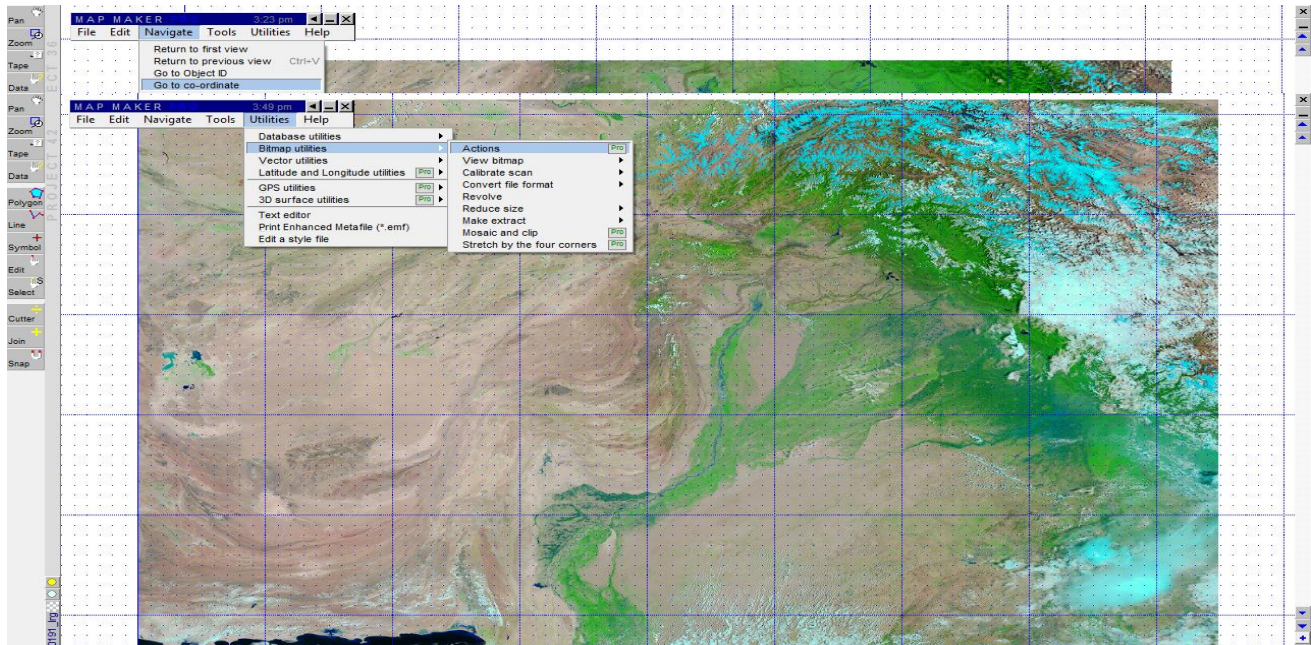 MAP MAKER 3:23 pm
File Edit Navigate Tools Utilities Help
Return to first view
Return to previous view Ctrl+V
Go to Object ID
Go to co-ordinate
Pan
Zoom
Tape
Data
ECT 36
MAP MAKER 3:49 pm
File Edit Navigate Tools Utilities Help
Database utilities
Bitmap utilities
Vector utilities
Latitude and Longitude utilities Pro
GPS utilities Pro
3D surface utilities Pro
Text editor
Print Enhanced Metafile (*.emf)
Edit a style file
Actions Pro
View bitmap
Calibrate scan
Convert file format
Revolve
Reduce size
Make extract
Mosaic and clip Pro
Stretch by the four corners Pro
Pan
Zoom
Tape
Data
Polygon
Line
Symbol
Edit
Select
Cutter
Join
Snap
PROJECT 42
0191_lrg